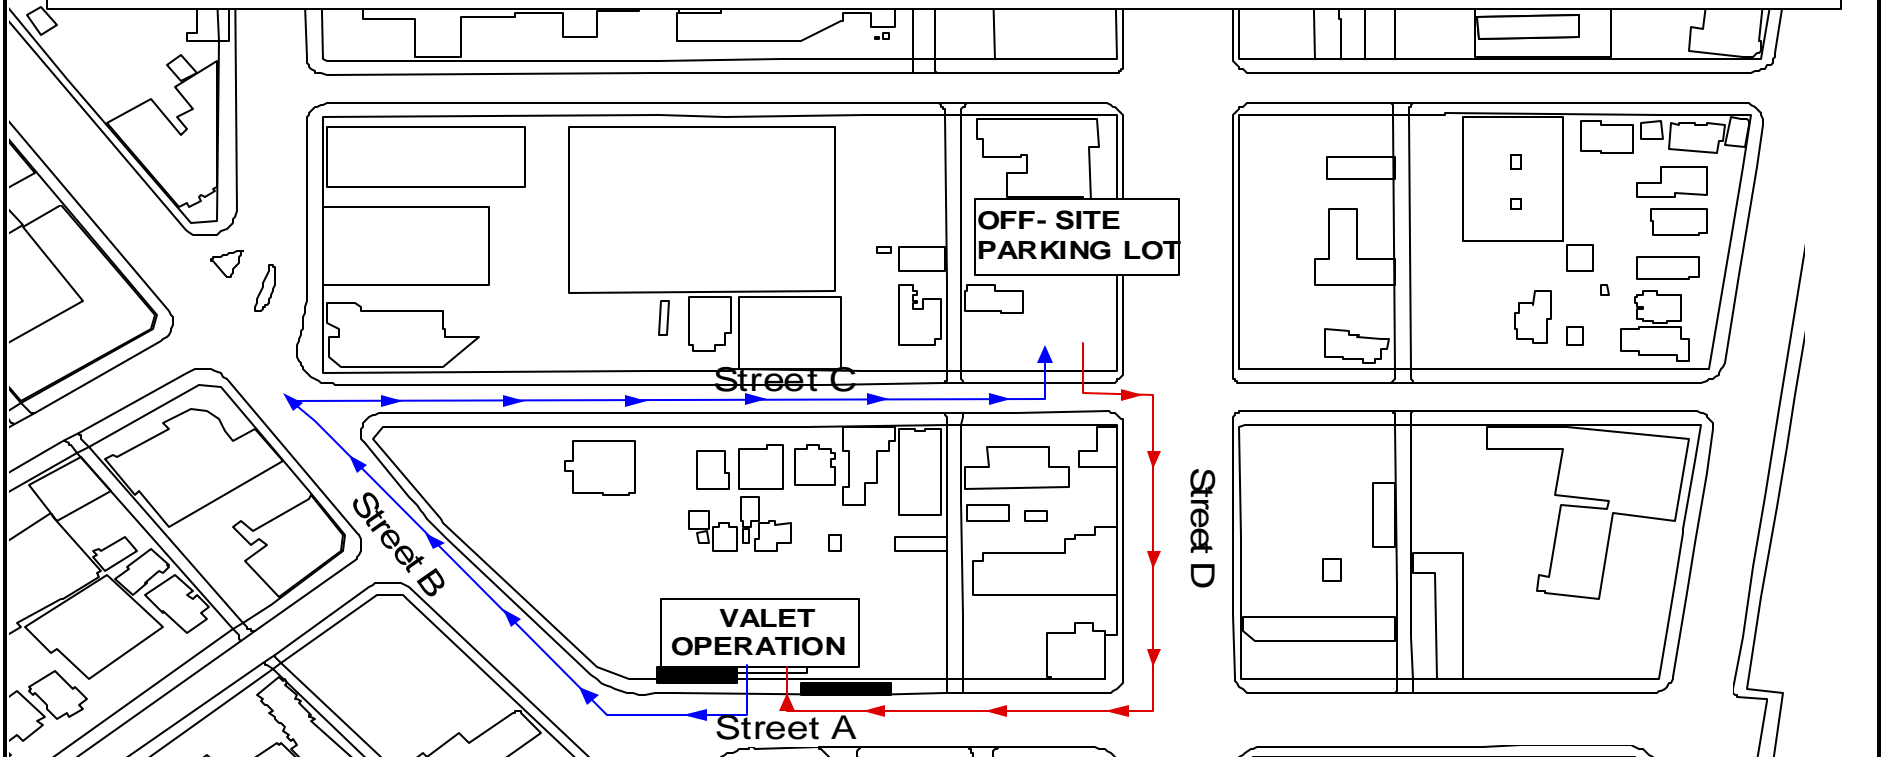 OFF- SITE
PARKING LOT
Street C
Street B
Street D
VALET
OPERATION
Street A